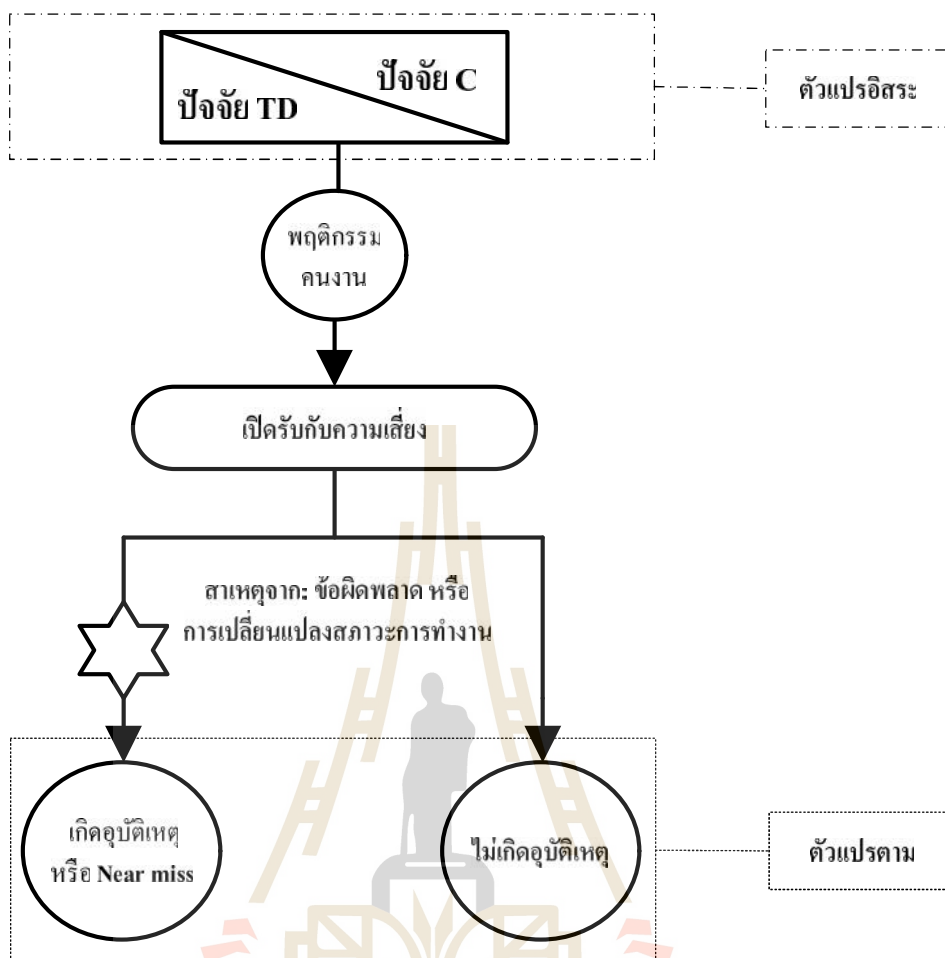 ปัจจัย C
ปัจจัย TD
ตัวแปรอิสระ
พฤติกรรม
คนงาน
เปิดรับกับความเสี่ยง
สาเหตุจาก: ข้อผิดพลาด หรือ
การเปลี่ยนแปลงสภาวะการทำงาน
เกิดอุบัติเหตุ
หรือ Near miss
ไม่เกิดอุบัติเหตุ
ตัวแปรตาม